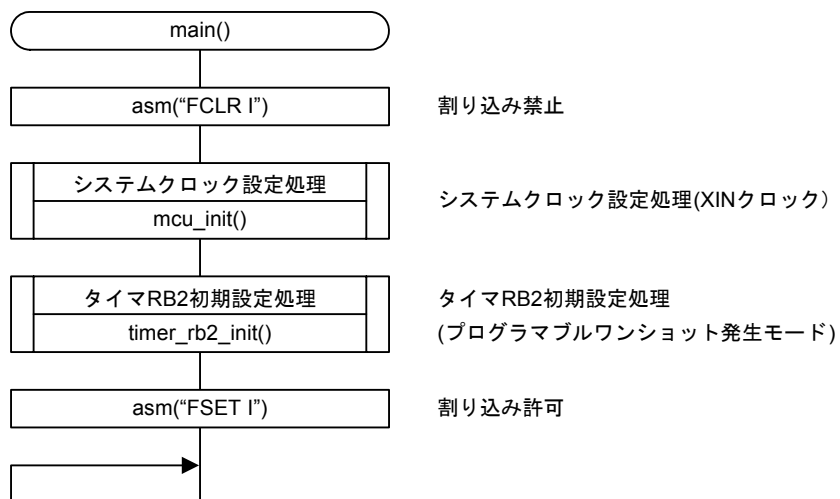 main()
asm(“FCLR I”)
割り込み禁止
システムクロック設定処理
mcu_init()
システムクロック設定処理(XINクロック）
タイマRB2初期設定処理
timer_rb2_init()
タイマRB2初期設定処理
(プログラマブルワンショット発生モード)
asm(“FSET I”)
割り込み許可